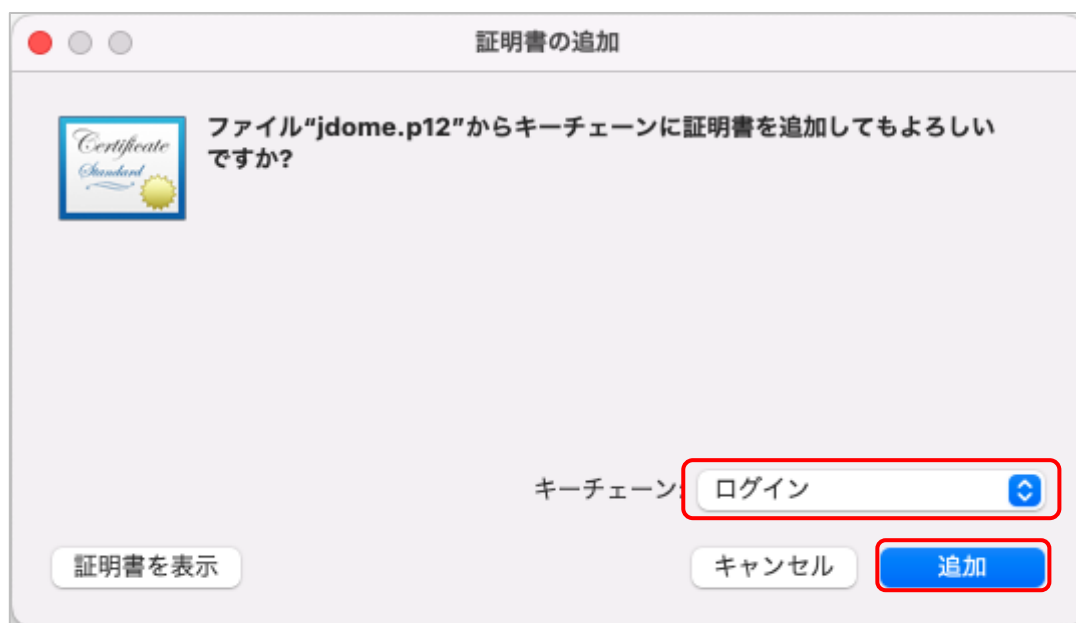 証明書の追加
Certificate
Standard
ファイル“jdome.p12”からキーチェーンに証明書を追加してもよろしい
ですか?
キーチェーン: ログイン
証明書を表示 キャンセル 追加